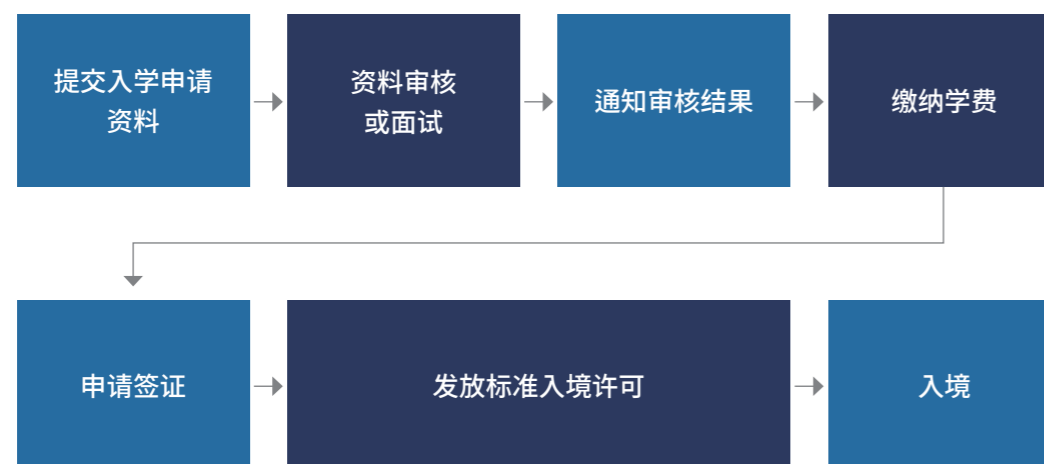 提交入学申请
资料
资料审核
或面试
通知审核结果
缴纳学费
申请签证
发放标准入境许可
入境